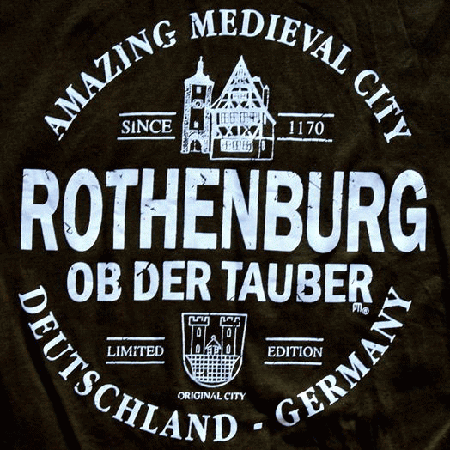 AMAZING MEDIEVAL CITY
SINCE 1170
ROTHENBURG
OB DER TAUBER
LIMITED EDITION
ORIGINAL CITY
DEUTSCHLAND - GERMANY